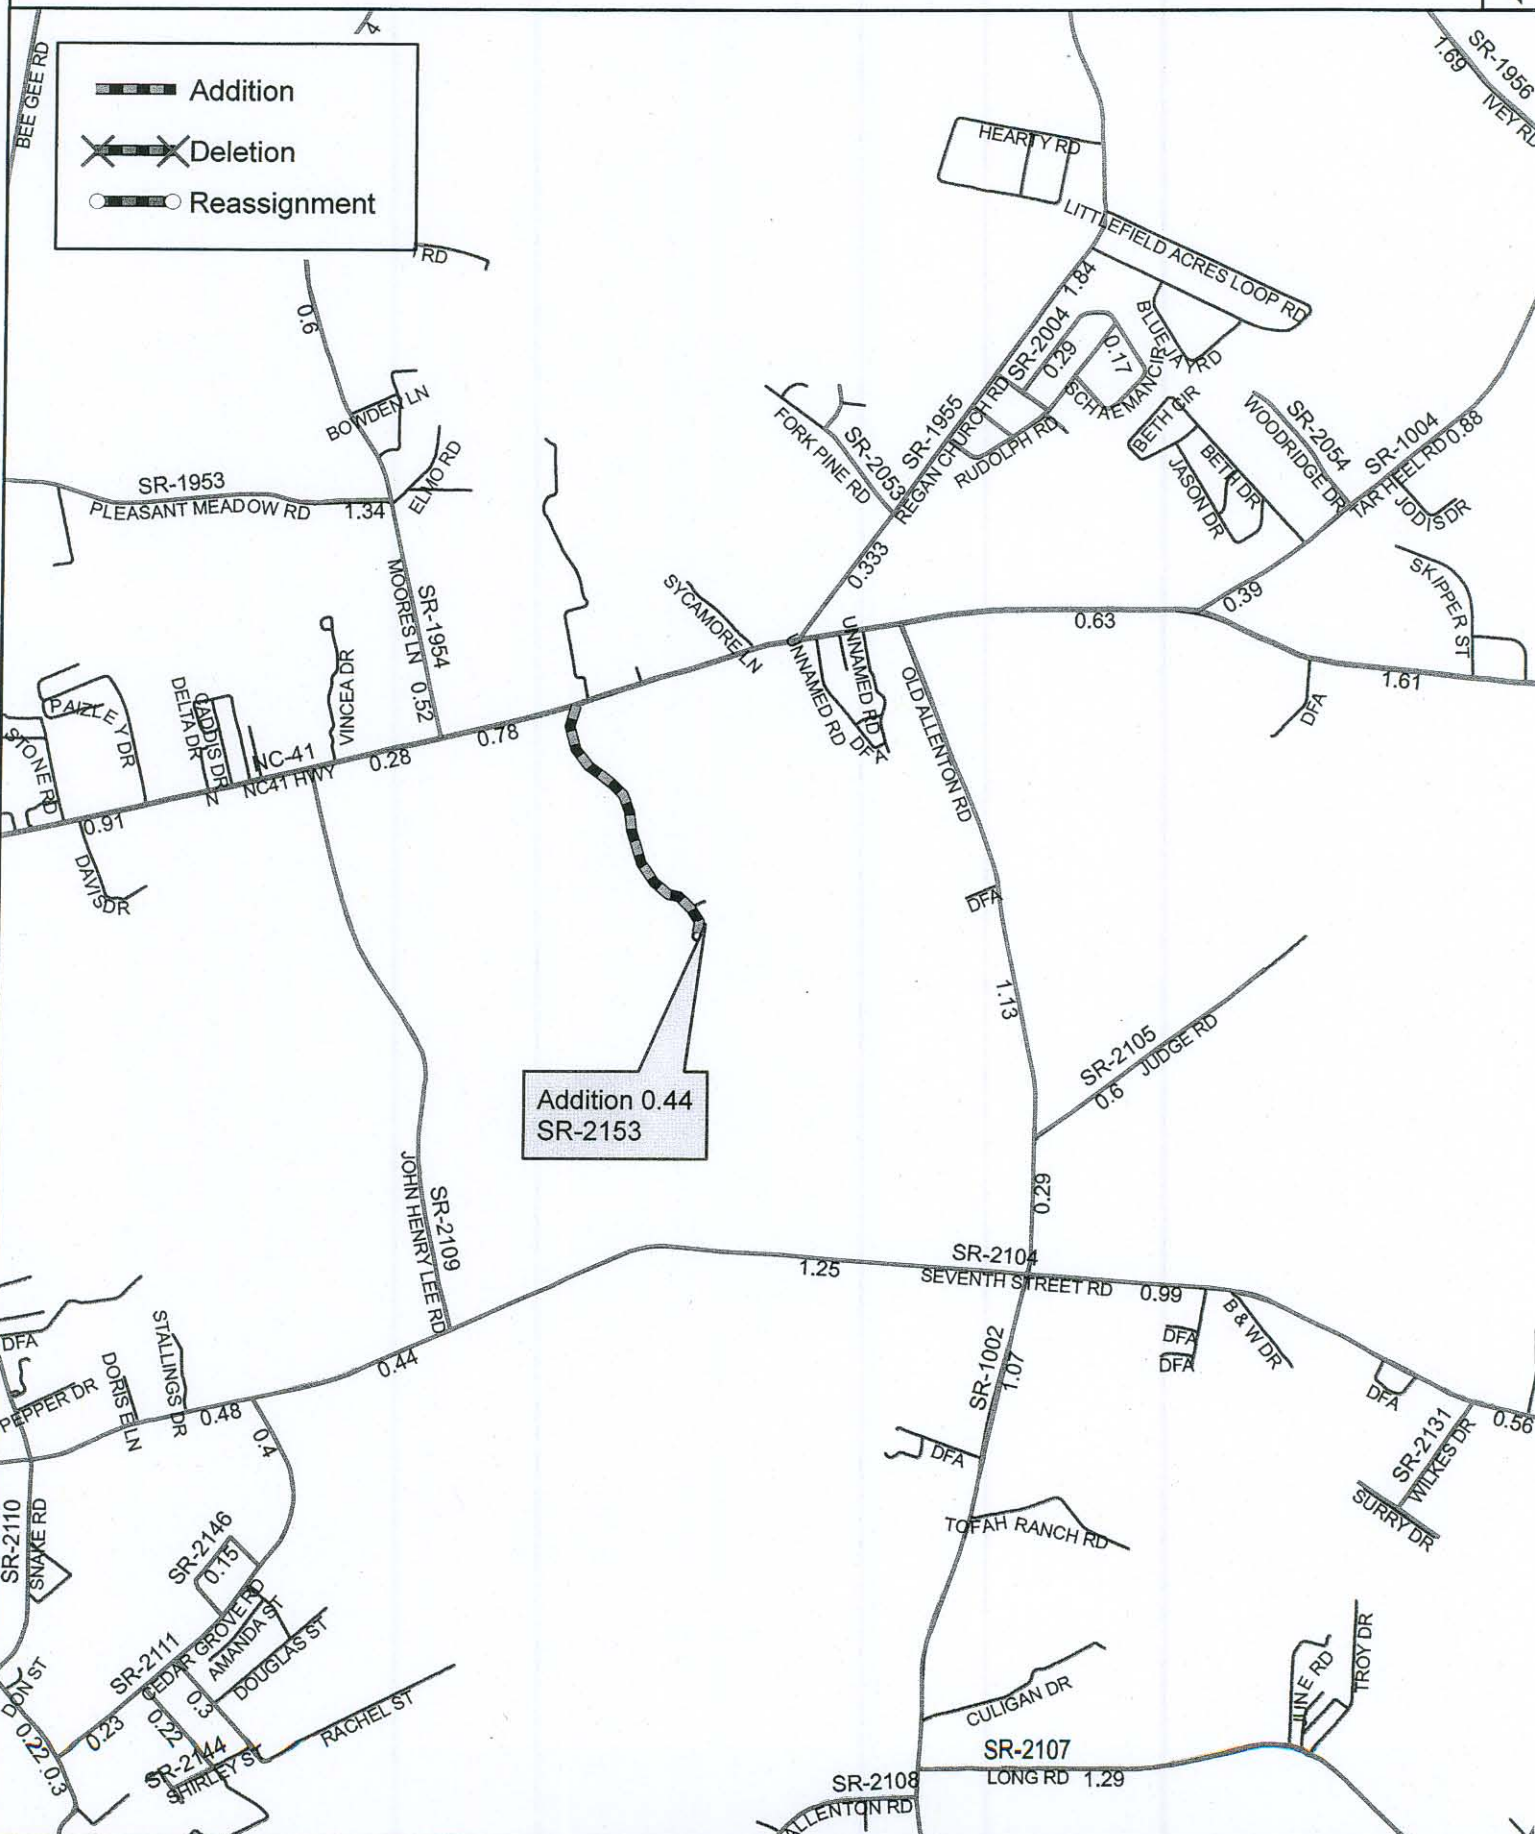 Addition
Deletion
Reassignment
BEE GEE RD
RD
0.6
BOWDEN LN
ELMO RD
SR-1953
PLEASANT MEADOW RD
1.34
MOORES LN
SR-1954
0.52
HEARTY RD
LITTLEFIELD ACRES LOOP RD
1.69
SR-1956
IVEY RD
1.84
SR-2004
0.29
0.17
SCHAEMANCIR
BLUE JAY RD
FORK PINE RD
SR-2053
SR-1955
REGAN CHURCH RD
RUDOLPH RD
BETH CIR
BETH DR
JASON DR
WOODRIDGE DR
SR-2054
SR-1004
TAR HEEL RD
0.88
JODIS DR
SKIPPER ST
0.333
SYCAMORE LN
UNNAMED RD
UNNAMED RD
DFA
0.63
0.39
1.61
DFA
OLD ALLENTON RD
STONE RD
PAIZLEY DR
DELTA DR
CADDIS DR
N
NC-41
NC41 HWY
VINCEA DR
0.28
0.78
0.91
DAVIS DR
DFA
1.13
SR-2105
JUDGE RD
0.6
Addition 0.44
SR-2153
JOHN HENRY LEE RD
SR-2109
0.29
1.25
SR-2104
SEVENTH STREET RD
0.99
B & W DR
DFA
DFA
DFA
0.56
SR-2131
WILKES DR
SURRY DR
DFA
PEPPER DR
DORIS E LN
STALLINGS DR
0.48
0.44
0.4
SR-1002
1.07
DFA
TOFAH RANCH RD
SR-2110
SNAKE RD
SR-2146
0.15
SR-2111
CEDAR GROVE RD
AMANDA ST
DOUGLAS ST
DON ST
0.22
0.3
0.23
0.22
0.3
SR-2144
SHIRLEY ST
RACHEL ST
CULIGAN DR
SR-2107
LONG RD
1.29
SR-2108
ALLENTON RD
TROY DR